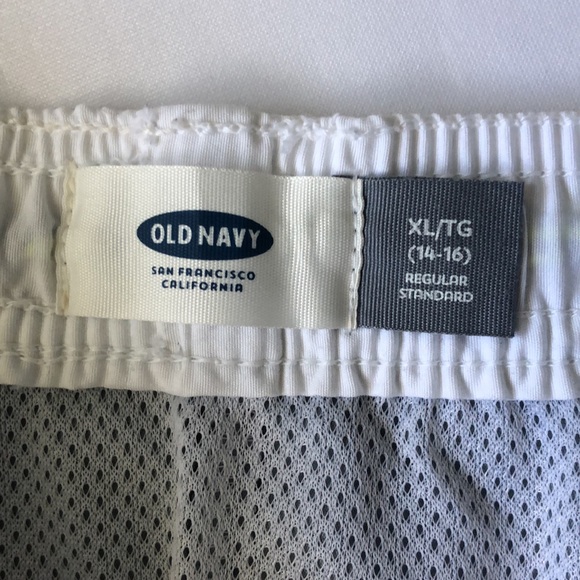 OLD NAVY
SAN FRANCISCO
CALIFORNIA
XL/TG
(14-16)
REGULAR
STANDARD